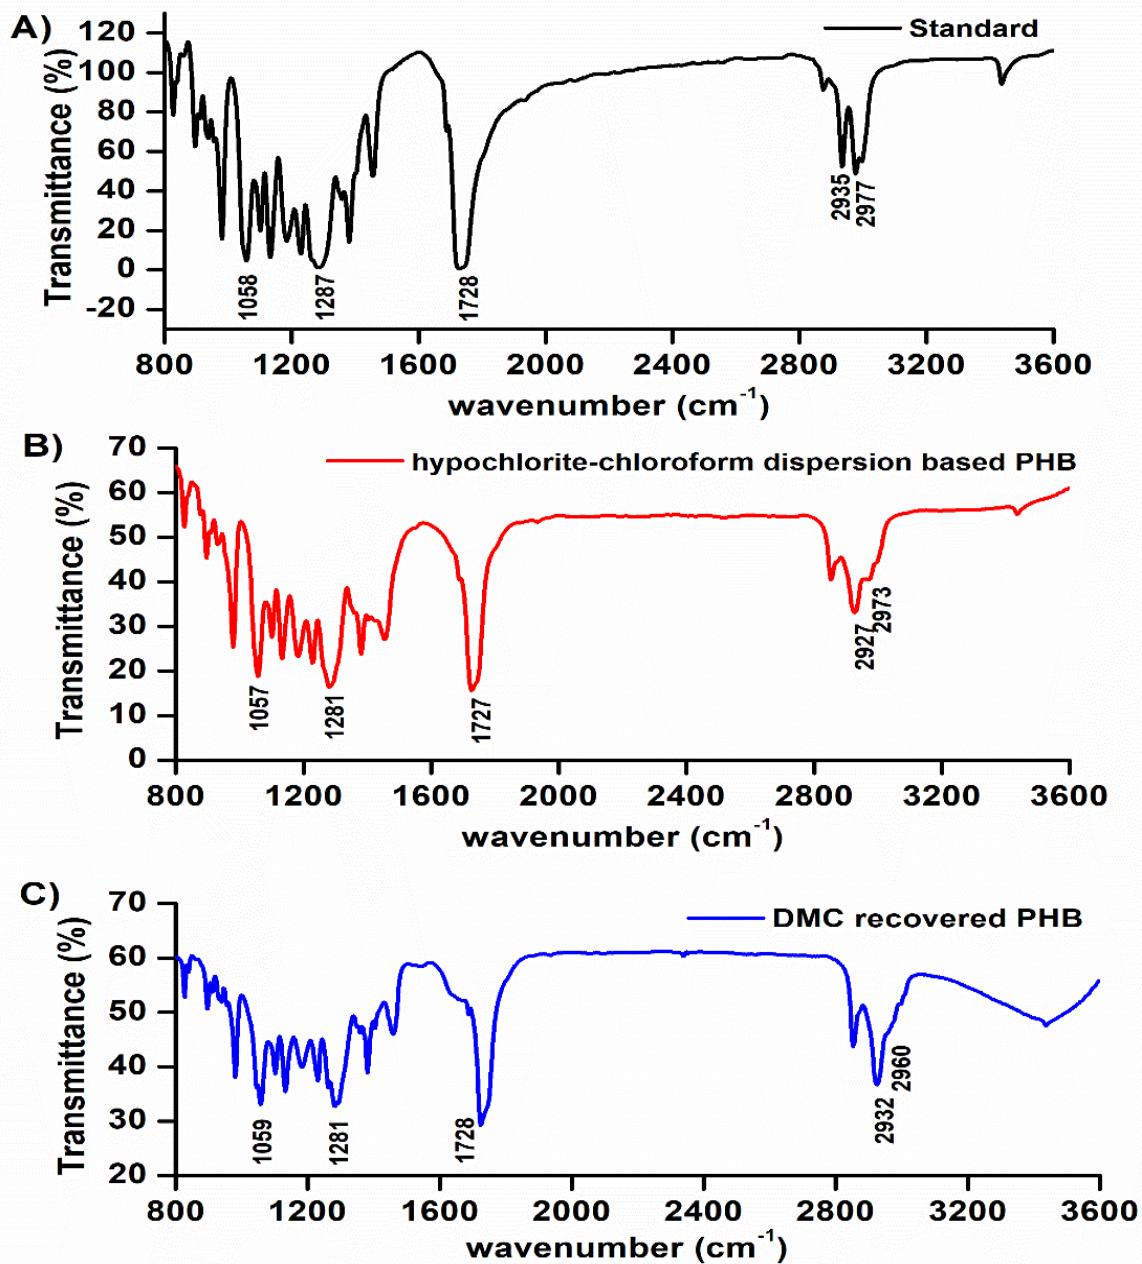 A)
Standard
Transmittance (%)
120
100
80
60
40
20
0
-20
1058
1287
1728
2935
2977
800 1200 1600 2000 2400 2800 3200 3600
wavenumber (cm-1)
B)
hypochlorite-chloroform dispersion based PHB
Transmittance (%)
70
60
50
40
30
20
10
0
1057
1281
1727
2927
2973
800 1200 1600 2000 2400 2800 3200 3600
wavenumber (cm-1)
C)
DMC recovered PHB
Transmittance (%)
70
60
50
40
30
20
1059
1281
1728
2932
2960
800 1200 1600 2000 2400 2800 3200 3600
wavenumber (cm-1)